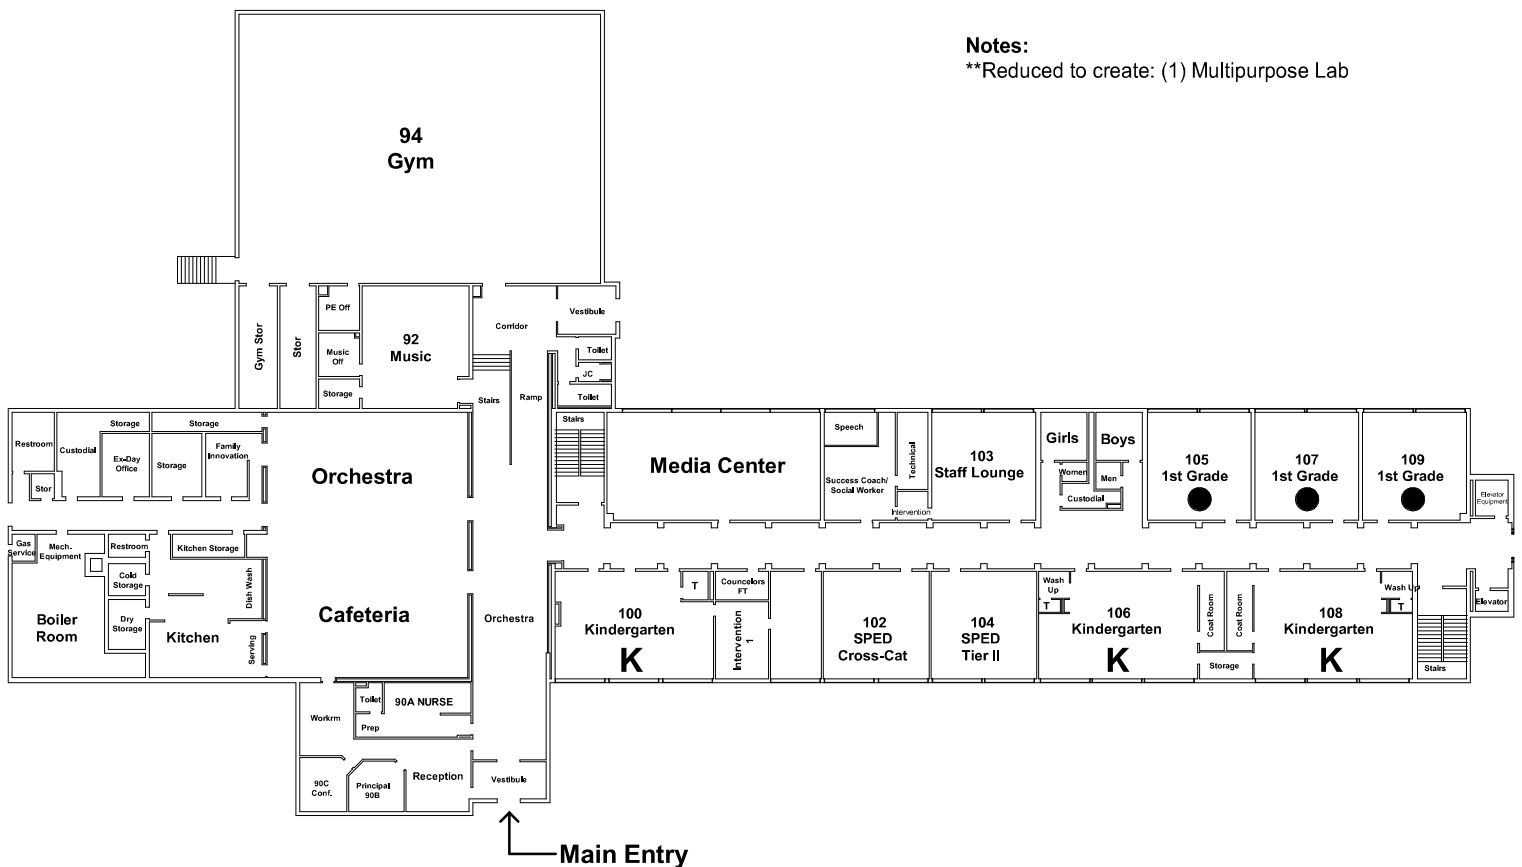 Notes:
**Reduced to create: (1) Multipurpose Lab
94
Gym
PE Off
Gym Stor
Stor
Music
Off
Storage
92
Music
Corridor
Vestibule
Toilet
JC
Toilet
Stairs
Ramp
Restroom
Custodial
Storage
Storage
Stor
Ex-Day
Office
Storage
Family
Innovation
Orchestra
Stairs
Media Center
Speech
Success Coach/
Social Worker
Technical
Intervention
103
Staff Lounge
Girls
Boys
Women
Men
Custodial
105
1st Grade
107
1st Grade
109
1st Grade
Elevator
Equipment
Gas
Service
Mech-
Equipment
Restroom
Kitchen Storage
Cold
Storage
Dish Wash
Dry
Storage
Boiler
Room
Kitchen
Serving
Cafeteria
Orchestra
100
Kindergarten
K
T
Councelors
FT
Intervention
1
102
SPED
Cross-Cat
104
SPED
Tier II
Wash
Up
T
106
Kindergarten
K
Coat Room
Coat Room
Storage
108
Kindergarten
K
Wash Up
T
Elevator
Stairs
Workrm
Toilet
90A NURSE
Prep
90C
Conf.
Principal
90B
Reception
Vestibule
Main Entry